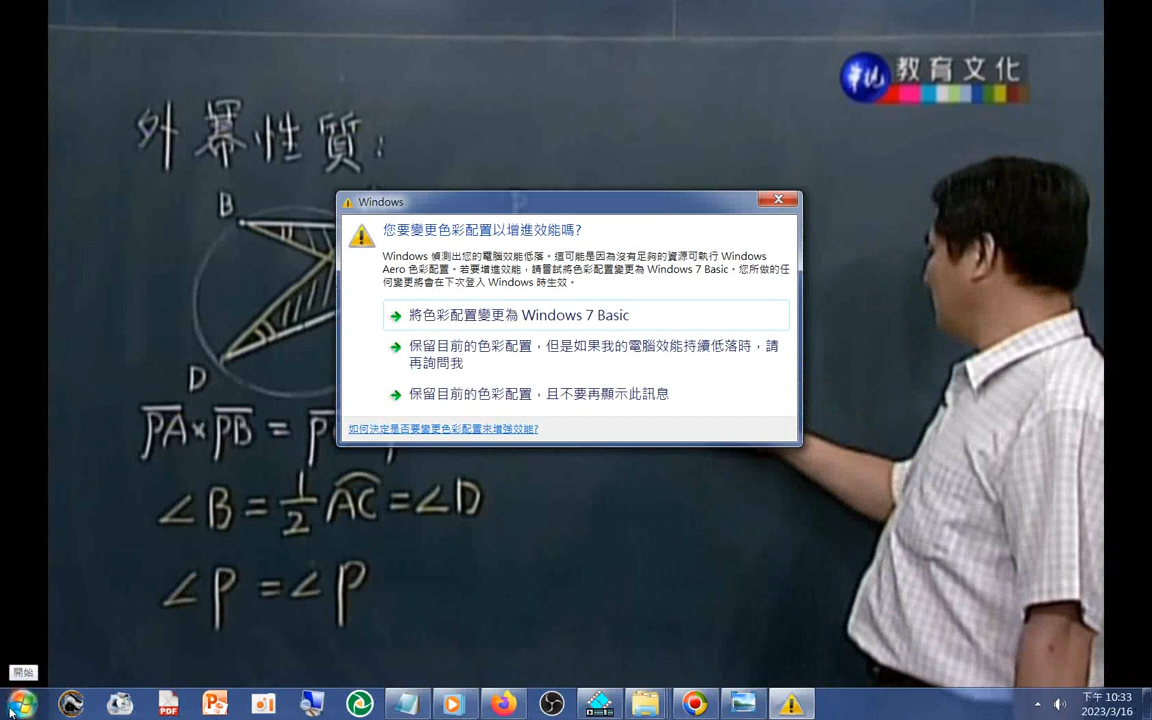 華視 教育文化
外冪性質:
B
D
P̅A̅×P̅B̅ = P̅
∠B = 1/2 A͡C = ∠D
∠P = ∠P
Windows
您要變更色彩配置以增進效能嗎?
Windows 偵測出您的電腦效能低落。這可能是因為沒有足夠的資源可執行 Windows
Aero 色彩配置。若要增進效能，請嘗試將色彩配置變更為 Windows 7 Basic。您所做的任
何變更將會在下次登入 Windows 時生效。
將色彩配置變更為 Windows 7 Basic
保留目前的色彩配置，但是如果我的電腦效能持續低落時，請
再詢問我
保留目前的色彩配置，且不要再顯示此訊息
如何決定是否要變更色彩配置來增強效能?
開始
PDF
下午 10:33
2023/3/16